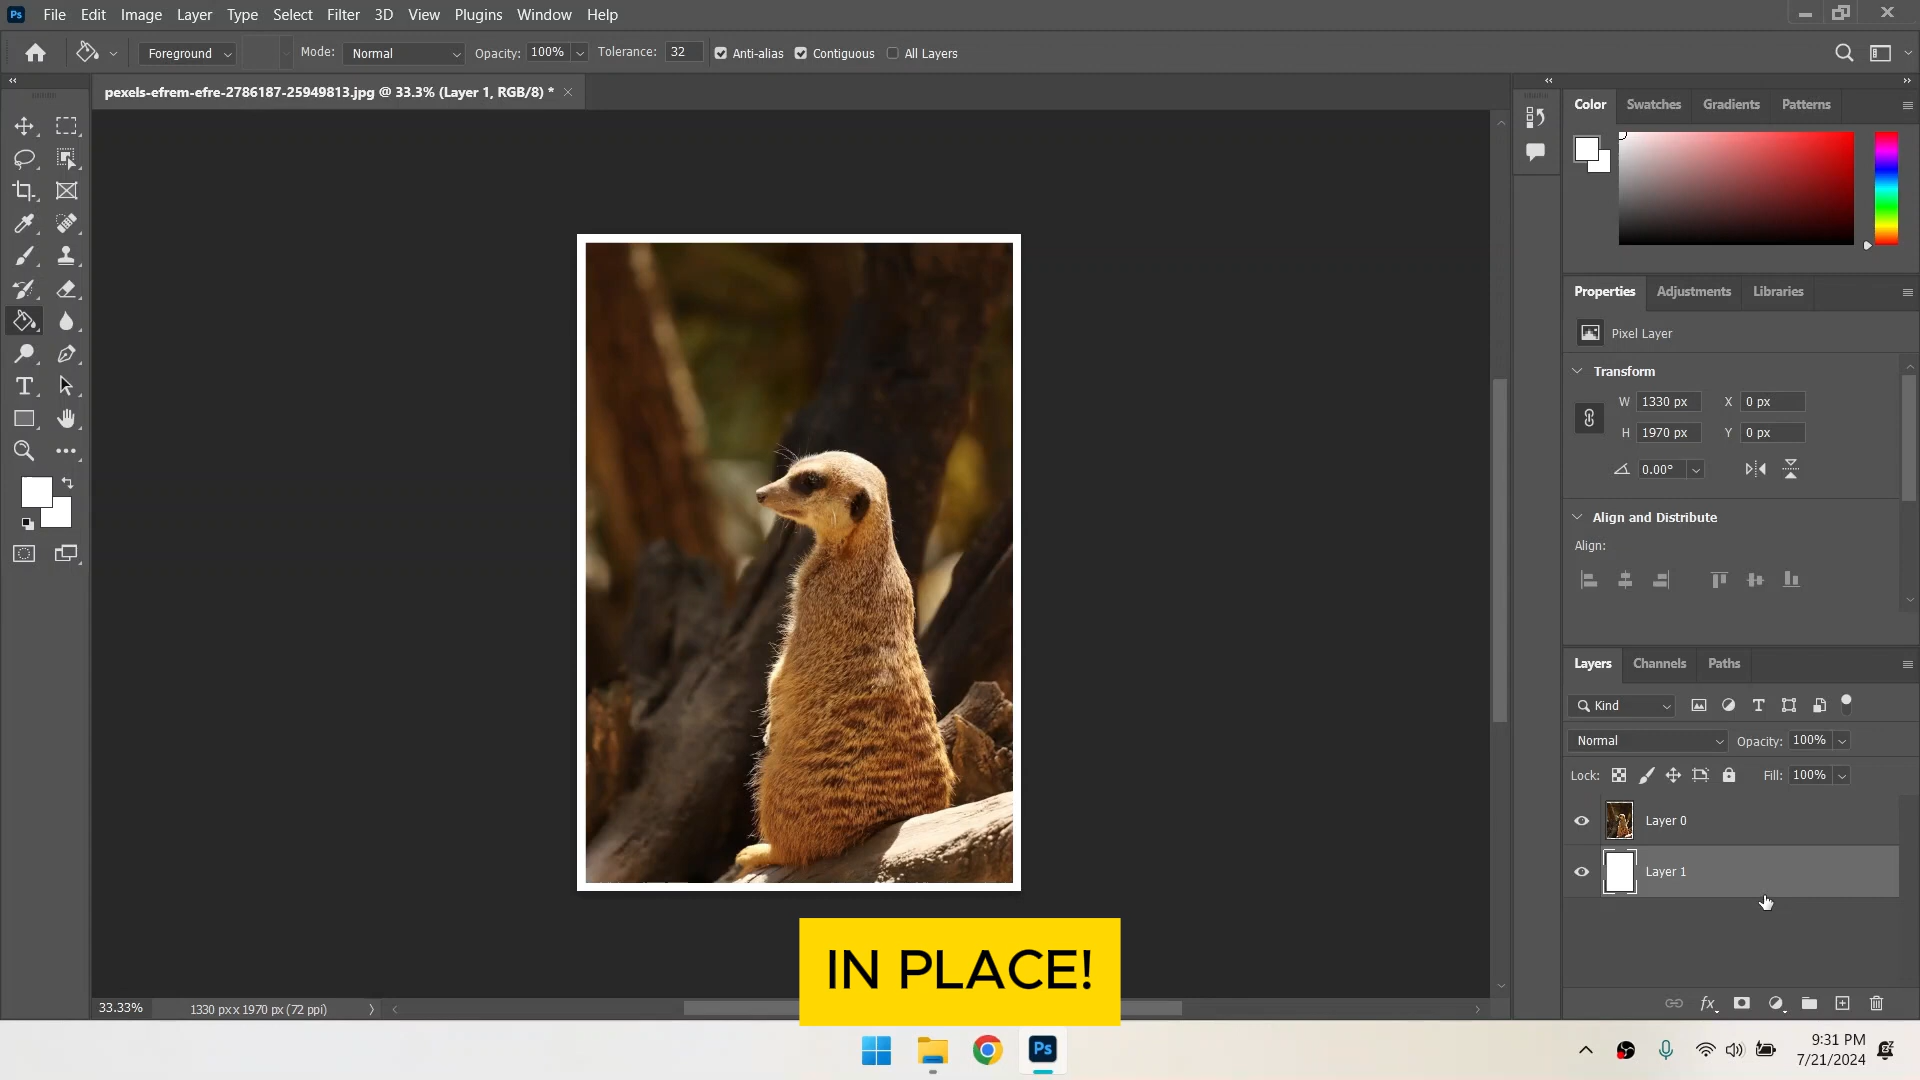 Ps File Edit Image Layer Type Select Filter 3D View Plugins Window Help
Foreground Mode: Normal Opacity: 100% Tolerance: 32 Anti-alias Contiguous All Layers
pexels-efrem-efre-2786187-25949813.jpg @ 33.3% (Layer 1, RGB/8) *
Color Swatches Gradients Patterns
Properties Adjustments Libraries
Pixel Layer
Transform
W 1330 px X 0 px
H 1970 px Y 0 px
0.00°
Align and Distribute
Align:
Layers Channels Paths
Kind
Normal Opacity: 100%
Lock: Fill: 100%
Layer 0
Layer 1
IN PLACE!
33.33% 1330 px x 1970 px (72 ppi)
fx
Ps
9:31 PM
7/21/2024